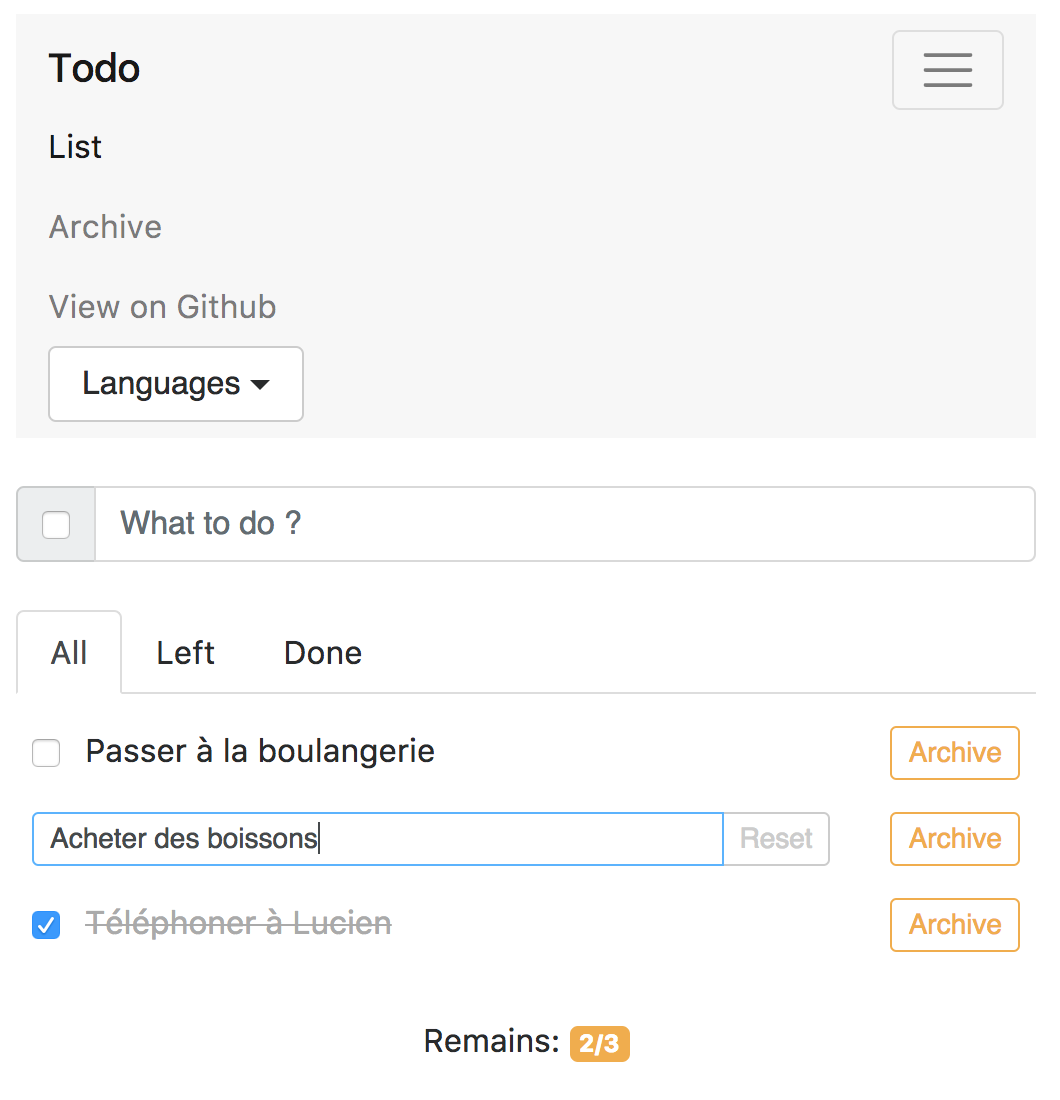 Todo
List
Archive
View on Github
Languages
What to do ?
All Left Done
Passer à la boulangerie Archive
Acheter des boissons Reset Archive
Téléphoner à Lucien Archive
Remains: 2/3